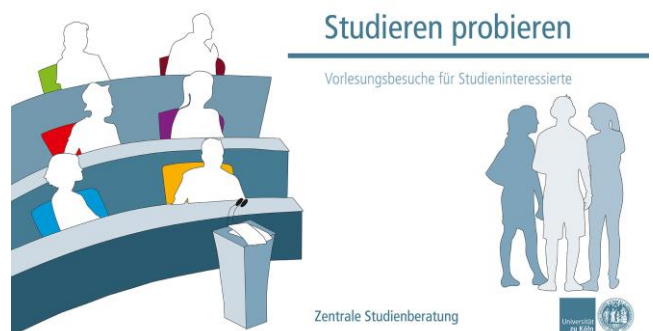 Studieren probieren
Vorlesungsbesuche für Studieninteressierte
Zentrale Studienberatung
Universität
zu Köln